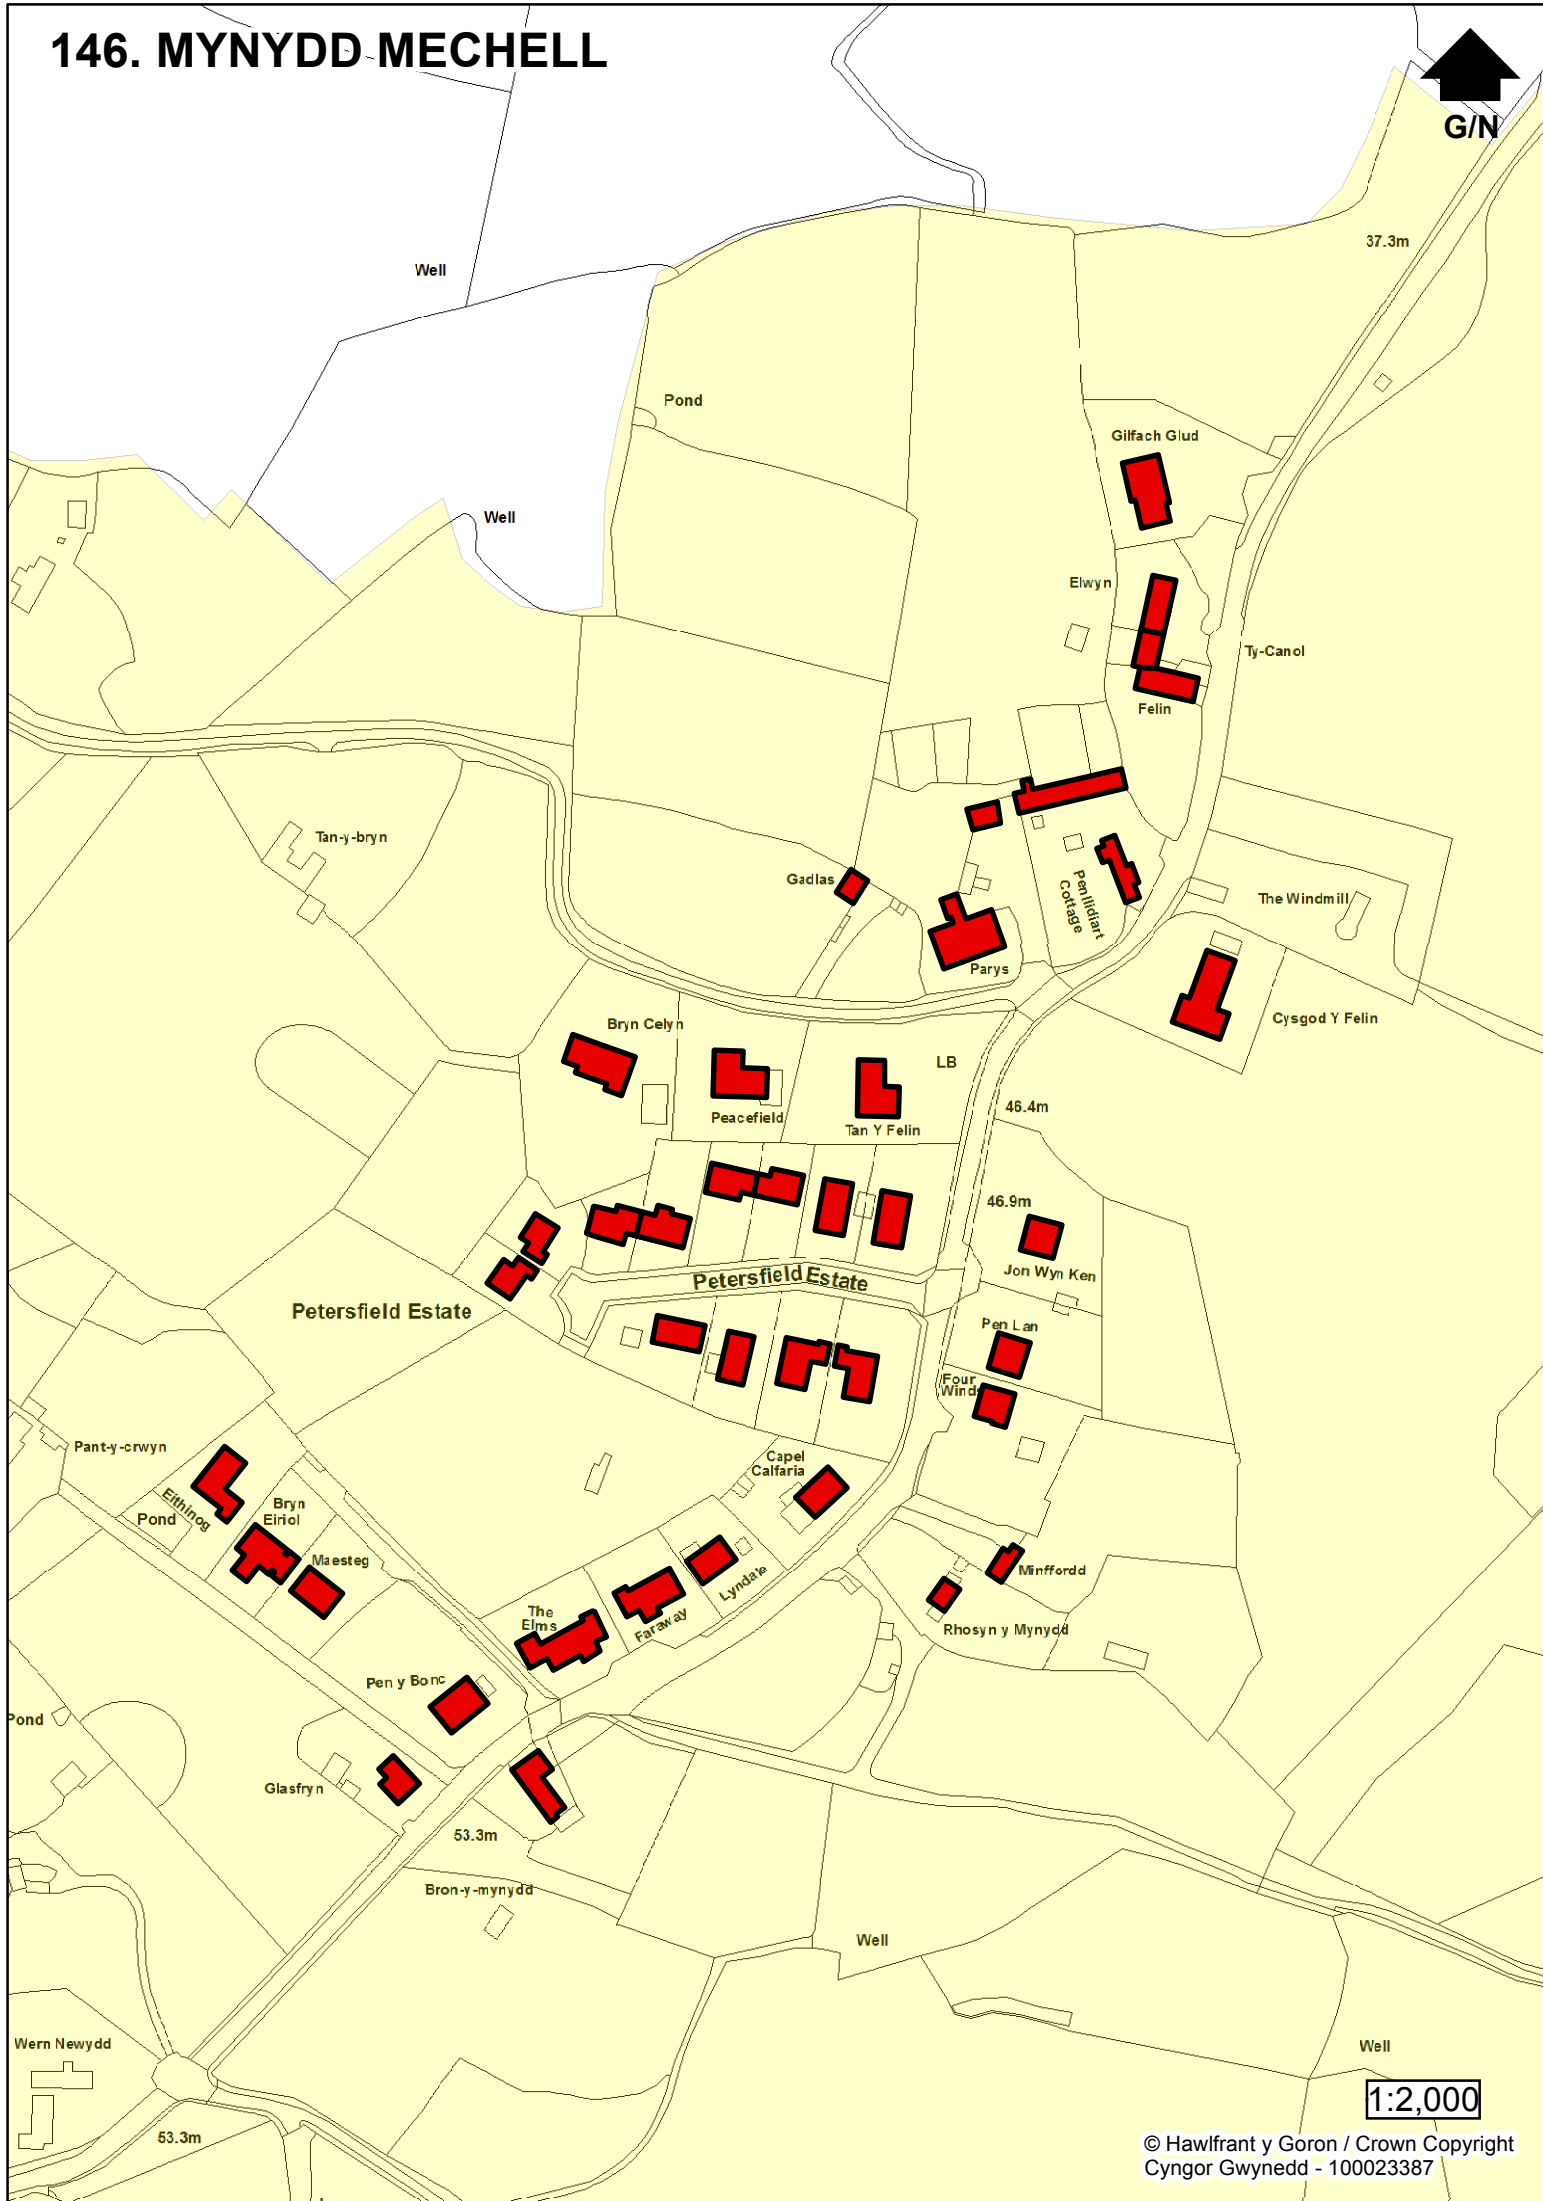 146. MYNYDD MECHELL
G/N
37.3m
Well
Pond
Gilfach Glud
Well
Elwyn
Ty-Canol
Felin
Tan-y-bryn
Gadlas
Penllidiart
Cottage
The Windmill
Parys
Cysgod Y Felin
Bryn Celyn
LB
46.4m
Peacefield
Tan Y Felin
46.9m
Jon Wyn Ken
Petersfield Estate
Petersfield Estate
Pen Lan
Four
Winds
Pant-y-crwyn
Capel
Calfaria
Eithinog
Bryn
Eiriol
Pond
Maesteg
Minffordd
Lyndale
The
Elms
Faraway
Rhosyn y Mynydd
Pen y Bonc
Pond
Glasfryn
53.3m
Bron-y-mynydd
Well
Wern Newydd
Well
53.3m
1:2,000
© Hawlfrant y Goron / Crown Copyright
Cyngor Gwynedd - 100023387